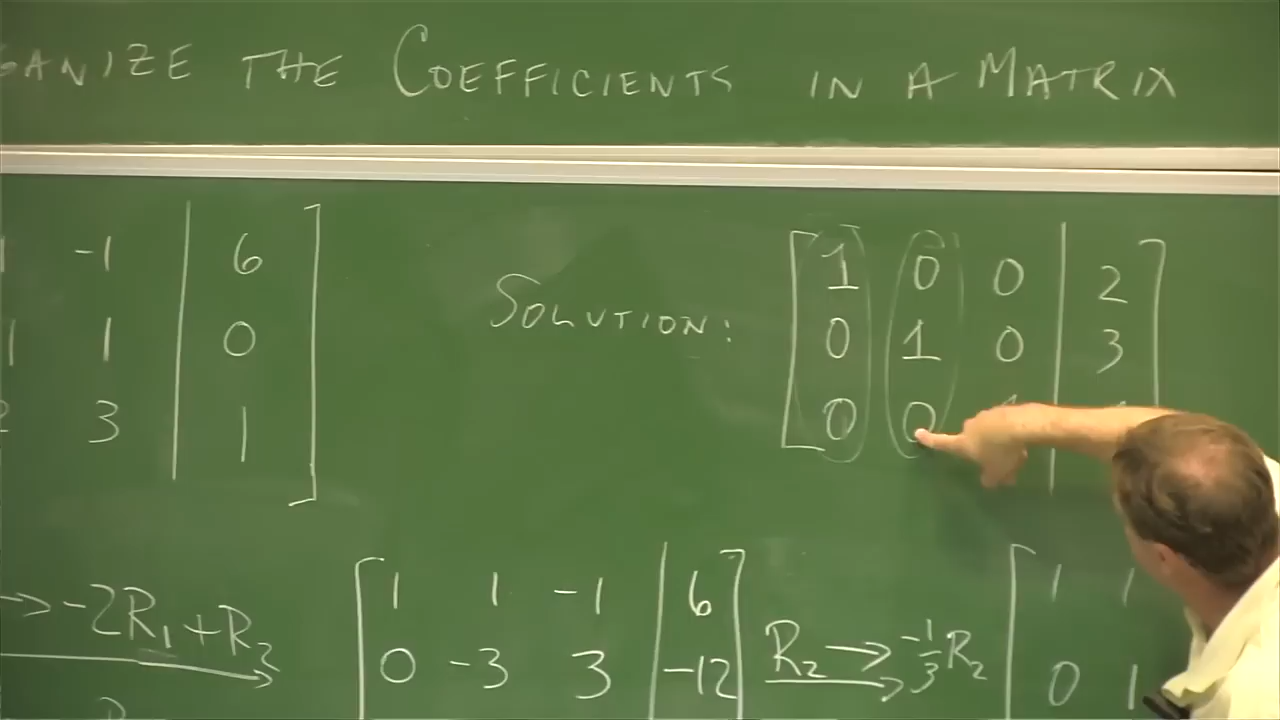 GANIZE THE COEFFICIENTS IN A MATRIX
-1 6
1 0
3 1
SOLUTION:
1 0 0 2
0 1 0 3
0 0
→ -2R₁+R₂
1 1 -1 6
0 -3 3 -12
R₂ → -1/3 R₂
1 1
0 1